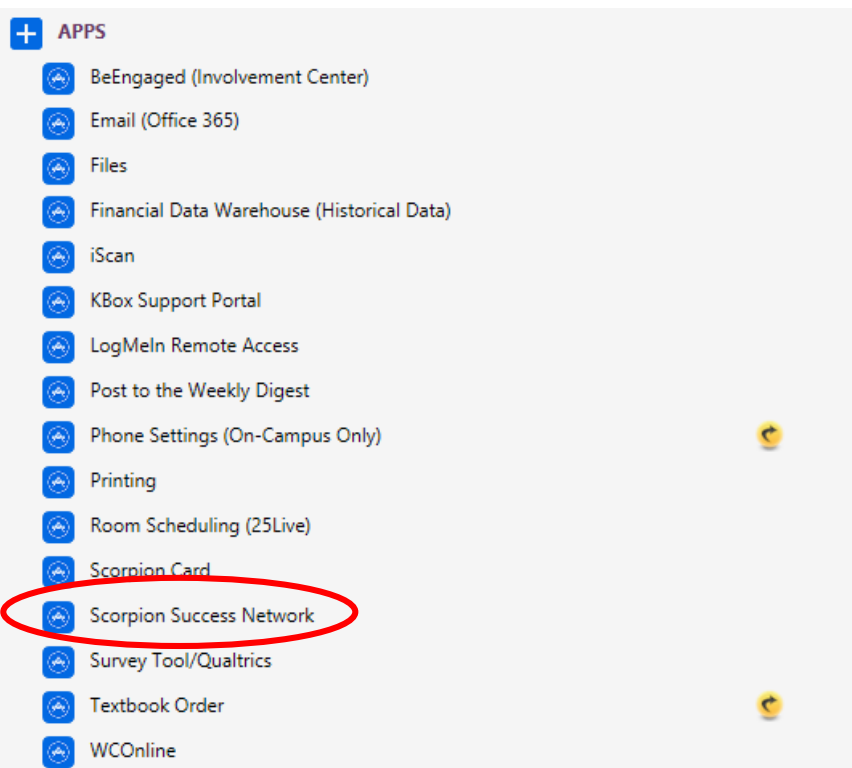 APPS
BeEngaged (Involvement Center)
Email (Office 365)
Files
Financial Data Warehouse (Historical Data)
iScan
KBox Support Portal
LogMeIn Remote Access
Post to the Weekly Digest
Phone Settings (On-Campus Only)
Printing
Room Scheduling (25Live)
Scorpion Card
Scorpion Success Network
Survey Tool/Qualtrics
Textbook Order
WCOnline